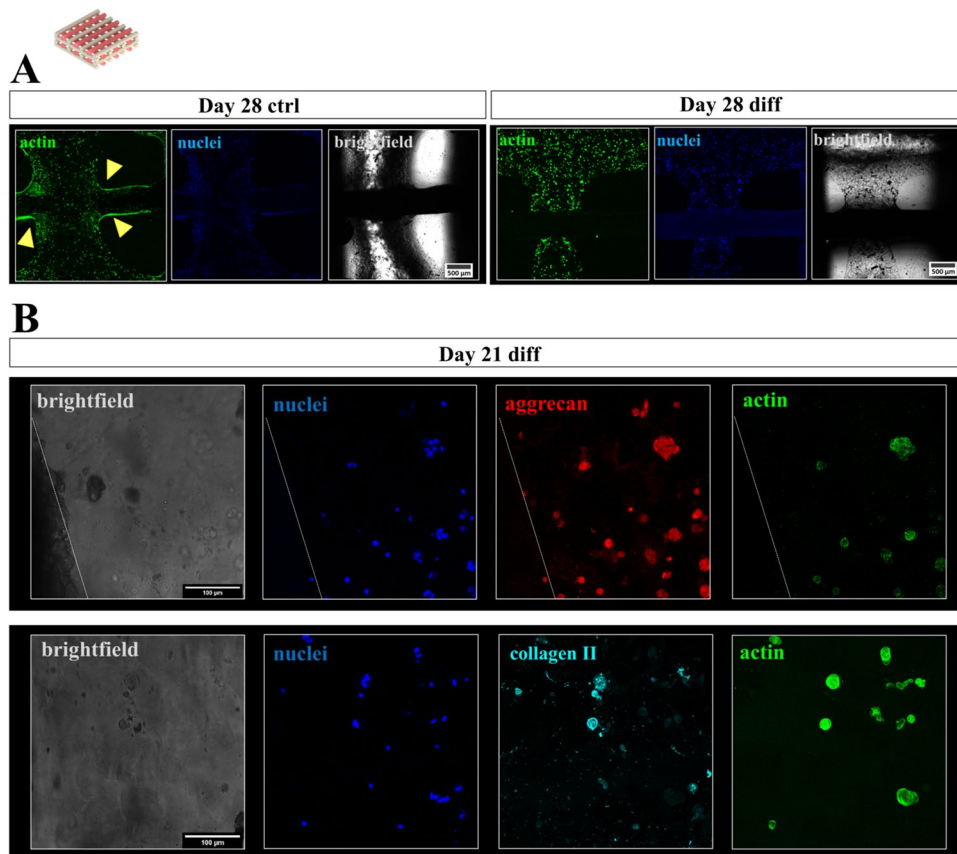 A
Day 28 ctrl
Day 28 diff
actin
nuclei
brightfield
500 µm
actin
nuclei
brightfield
500 µm
B
Day 21 diff
brightfield
nuclei
aggrecan
actin
100 µm
brightfield
nuclei
collagen II
actin
100 µm